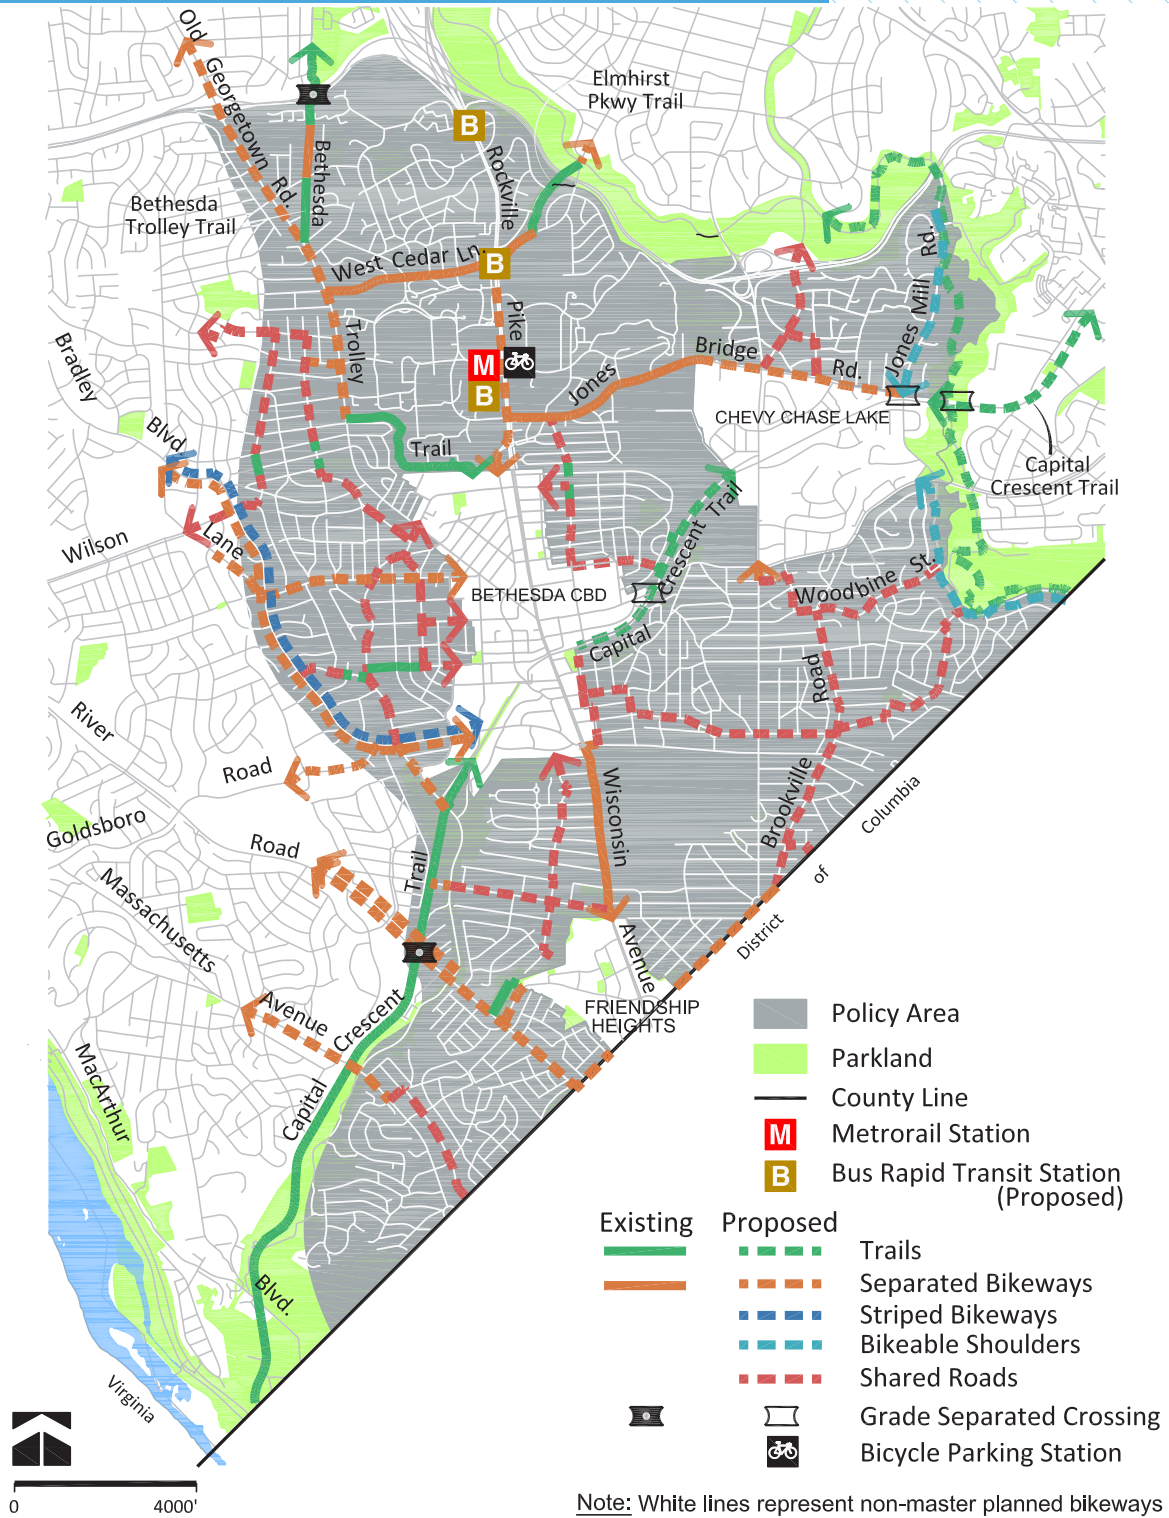 Old
Georgetown
Rd.
Bethesda
Elmhirst
Pkwy Trail
B
Rockville
Bethesda
Trolley Trail
West Cedar Ln.
B
Pike
Trolley
M
B
Jones
Bridge
Rd.
Jones
Mill
Rd.
CHEVY CHASE LAKE
Bradley
Blvd.
Trail
Capital
Crescent Trail
Wilson
Lane
Crescent
Trail
Capital
BETHESDA CBD
Woodbine
St.
Road
Brookville
River
Road
Wisconsin
Avenue
Columbia
of
District
Goldsboro
Road
Massachusetts
Avenue
Trail
Crescent
Capital
FRIENDSHIP
HEIGHTS
MacArthur
Blvd.
Virginia
Policy Area
Parkland
County Line
M
Metrorail Station
B
Bus Rapid Transit Station
(Proposed)
Existing
Proposed
Trails
Separated Bikeways
Striped Bikeways
Bikeable Shoulders
Shared Roads
Grade Separated Crossing
Bicycle Parking Station
0
4000'
Note: White lines represent non-master planned bikeways